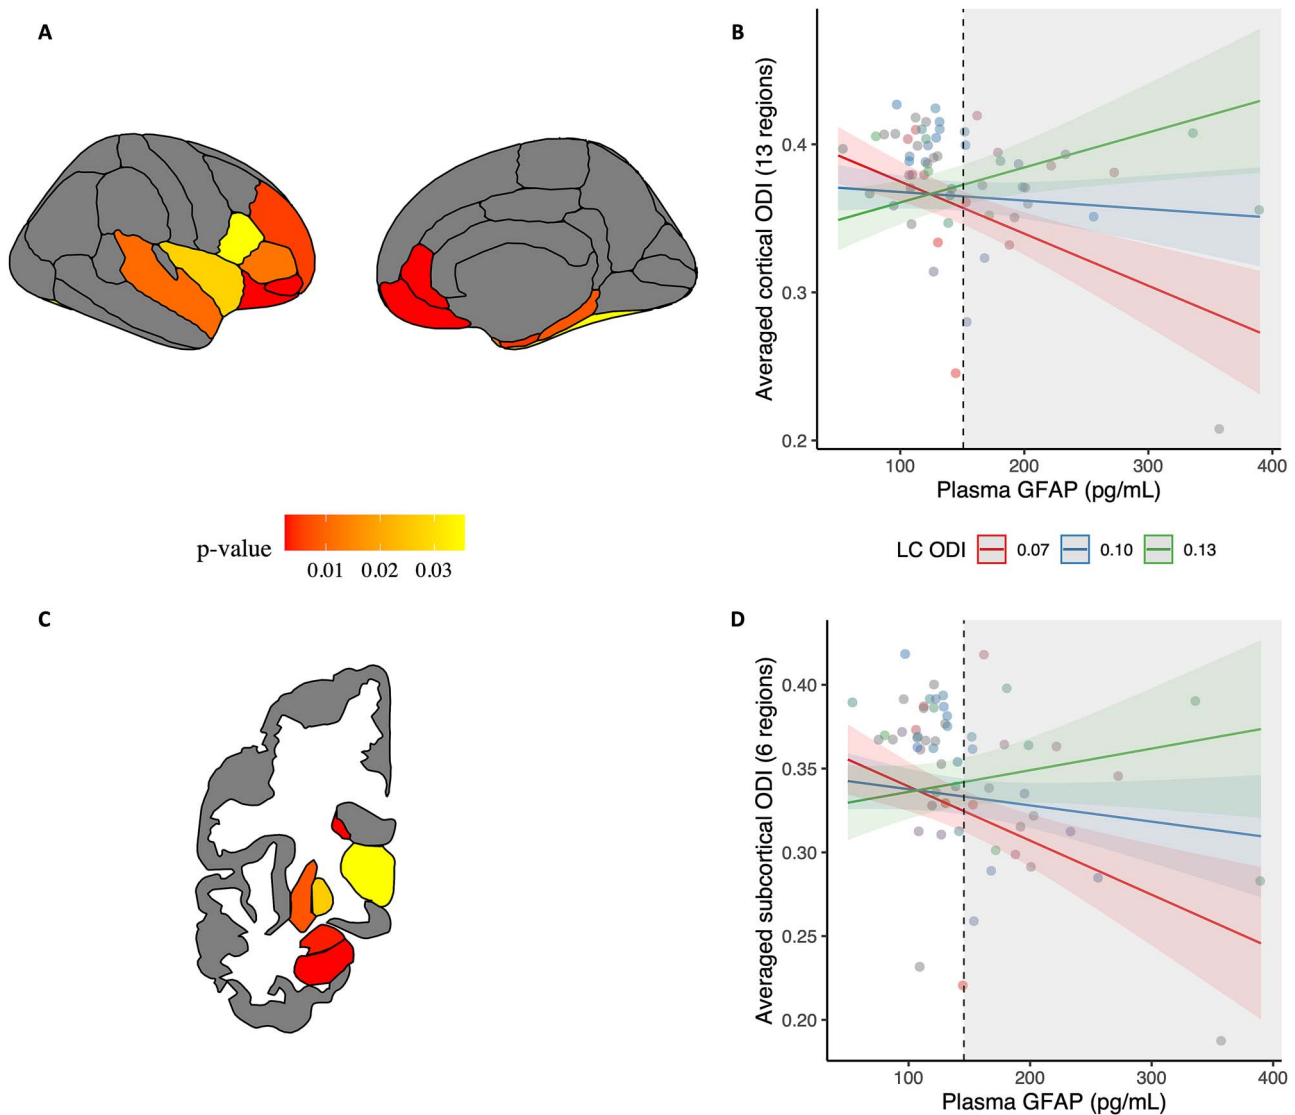 A
p-value
0.01 0.02 0.03
B
Averaged cortical ODI (13 regions)
0.4
0.3
0.2
100 200 300 400
Plasma GFAP (pg/mL)
LC ODI 0.07 0.10 0.13
C
D
Averaged subcortical ODI (6 regions)
0.40
0.35
0.30
0.25
0.20
100 200 300 400
Plasma GFAP (pg/mL)